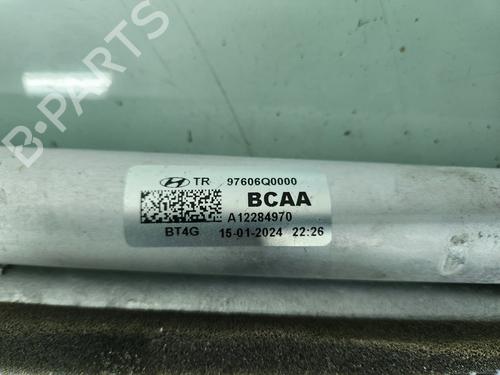 B-PARTS
TR 97606Q0000
BCAA
A12284970
BT4G 15-01-2024 22:26